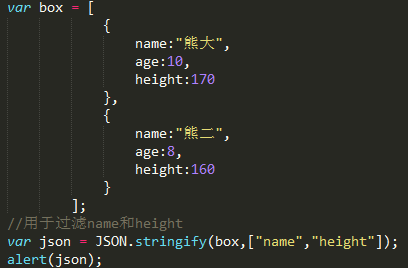 var box = [
{
name:"熊大",
age:10,
height:170
},
{
name:"熊二",
age:8,
height:160
}
];
//用于过滤name和height
var json = JSON.stringify(box,["name","height"]);
alert(json);